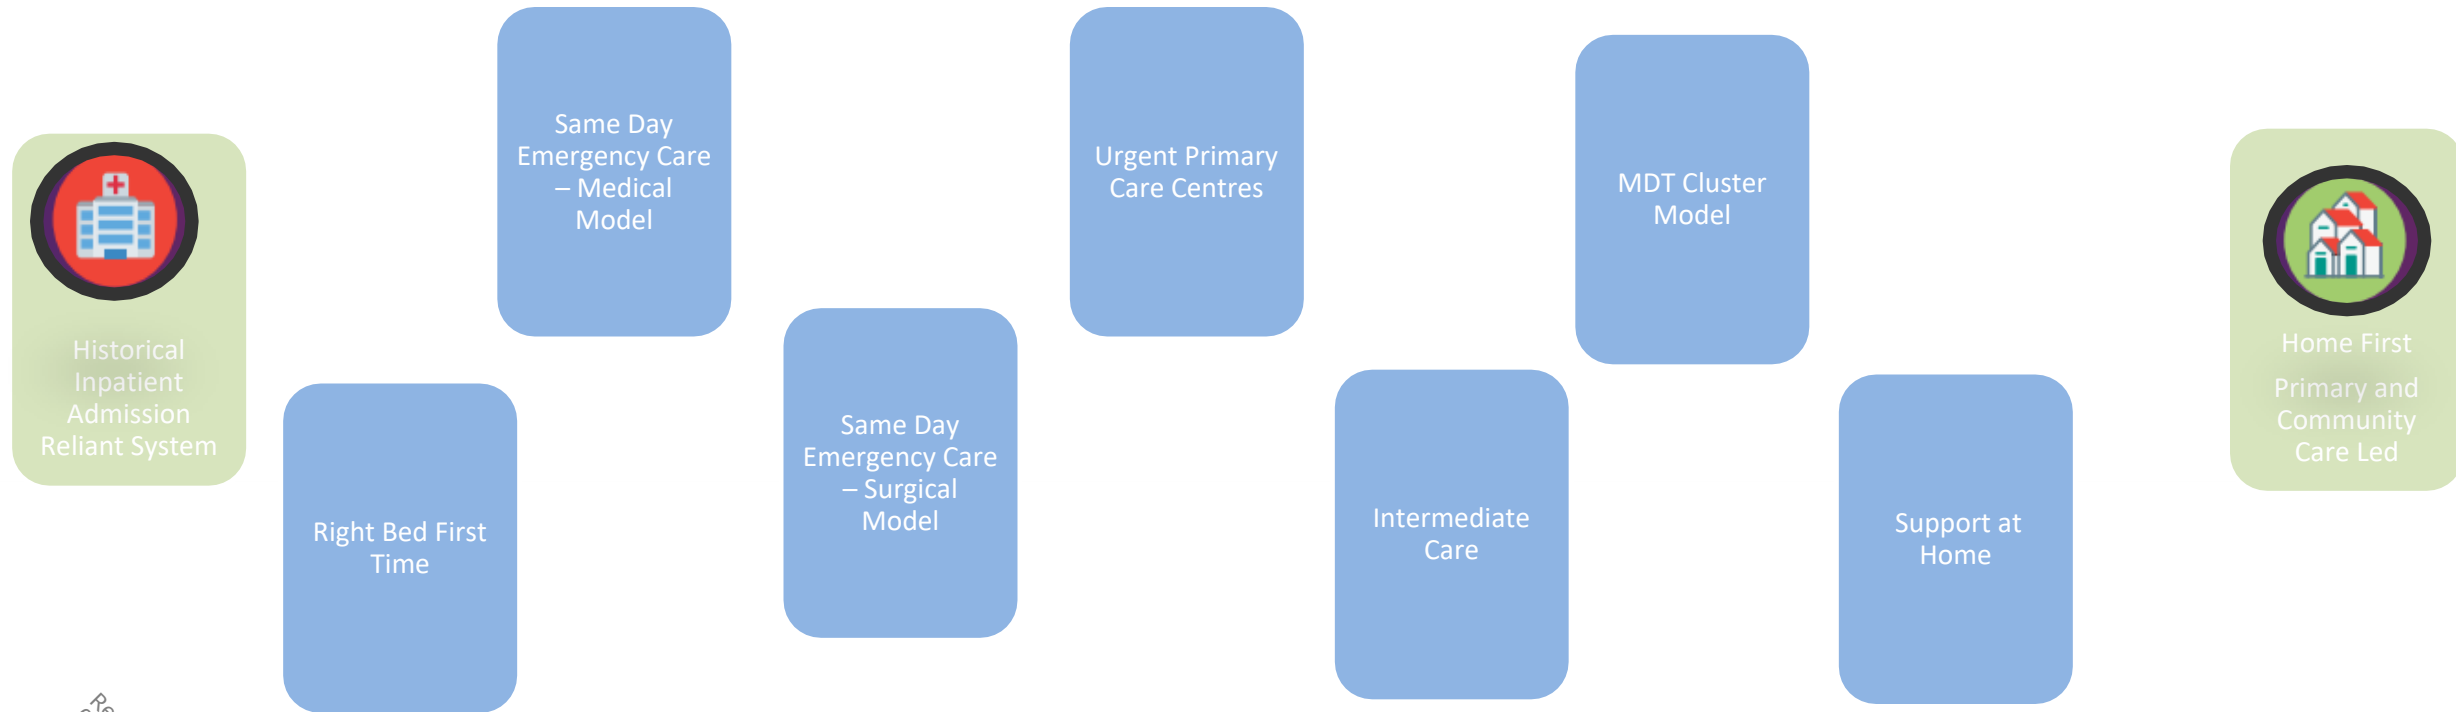 Historical
Inpatient
Admission
Reliant System
Right Bed First
Time
Same Day
Emergency Care
– Medical
Model
Same Day
Emergency Care
– Surgical
Model
Urgent Primary
Care Centres
Intermediate
Care
MDT Cluster
Model
Support at
Home
Home First
Primary and
Community
Care Led